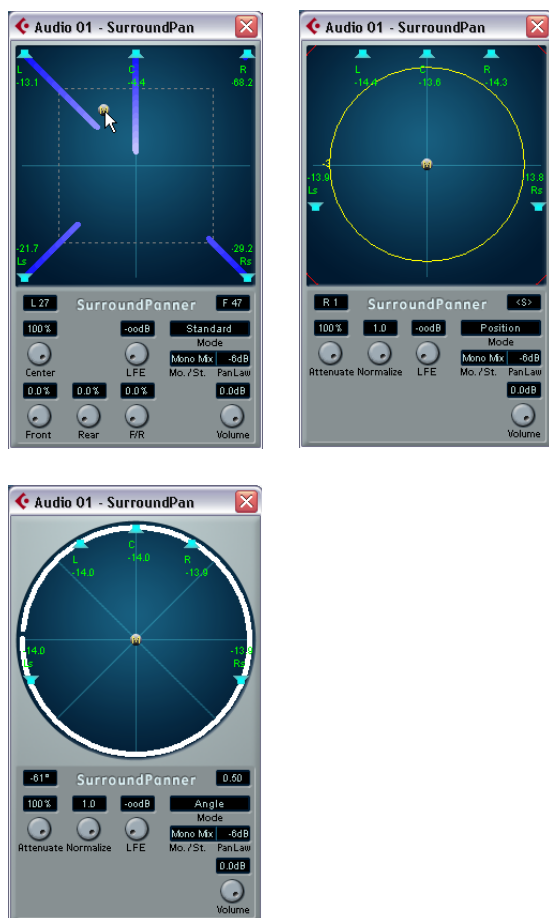 Audio 01 - SurroundPan
L C R
-13.1 -4.4 -68.2
-21.7 -29.2
Ls Rs
L 27 SurroundPanner F 47
100% -oodB Standard
Mode
Center LFE Mono Mix -6dB
Mo./St. PanLaw
0.0% 0.0% 0.0% 0.0dB
Front Rear F/R Volume
Audio 01 - SurroundPan
L C R
-14.4 -13.6 -14.3
-13.9 13.8
Ls Rs
R 1 SurroundPanner <S>
100% 1.0 -oodB Position
Mode
Mono Mix -6dB
Attenuate Normalize LFE Mo./St. PanLaw
0.0dB
Volume
Audio 01 - SurroundPan
C
L -14.0 R
-14.0 -13.9
14.0
Ls Rs
-61° SurroundPanner 0.50
100% 1.0 -oodB Angle
Mode
Mono Mix -6dB
Attenuate Normalize LFE Mo./St. PanLaw
0.0dB
Volume